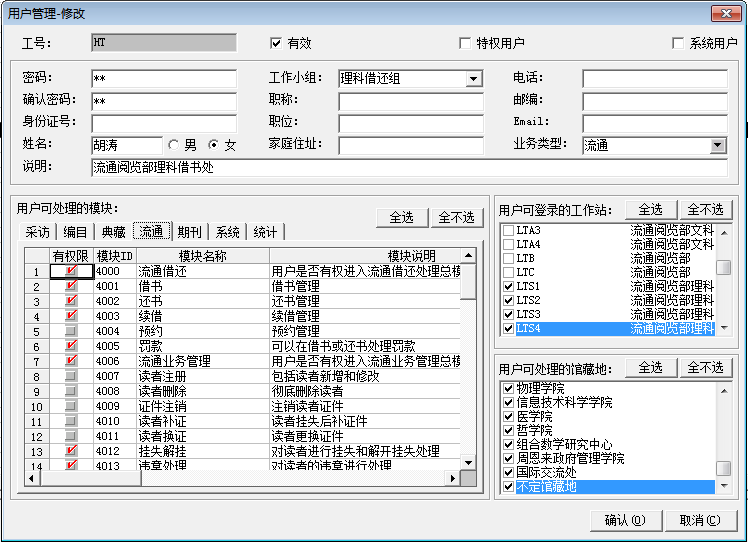 用户管理-修改
工号： HT 有效 特权用户 系统用户
密码： ** 工作小组： 理科借还组 电话：
确认密码： ** 职称： 邮编：
身份证号： 职位： Email：
姓名： 胡涛 男 女 家庭住址： 业务类型： 流通
说明： 流通阅览部理科借书处
用户可处理的模块： 全选 全不选
采访 编目 典藏 流通 期刊 系统 统计
有权限 模块ID 模块名称 模块说明
1 4000 流通借还 用户是否有权进入流通借还处理总模
2 4001 借书 借书管理
3 4002 还书 还书管理
4 4003 续借 续借管理
5 4004 预约 预约管理
6 4005 罚款 可以在借书或还书处理罚款
7 4006 流通业务管理 用户是否有权进入流通业务管理总模
8 4007 读者注册 包括读者新增和修改
9 4008 读者删除 彻底删除读者
10 4009 证件注销 注销读者证件
11 4010 读者补证 读者挂失后补证件
12 4011 读者换证 读者更换证件
13 4012 挂失解挂 对读者进行挂失和解开挂失处理
14 4013 违章处理 对读者的违章进行处理
用户可登录的工作站： 全选 全不选
LTA3 流通阅览部文科
LTA4 流通阅览部文科
LTB 流通阅览部
LTC 流通阅览部
LTS1 流通阅览部理科
LTS2 流通阅览部理科
LTS3 流通阅览部理科
LTS4 流通阅览部理科
用户可处理的馆藏地： 全选 全不选
物理学院
信息技术科学学院
医学院
哲学院
组合数学研究中心
周恩来政府管理学院
国际交流处
不定馆藏地
确认(O) 取消(C)